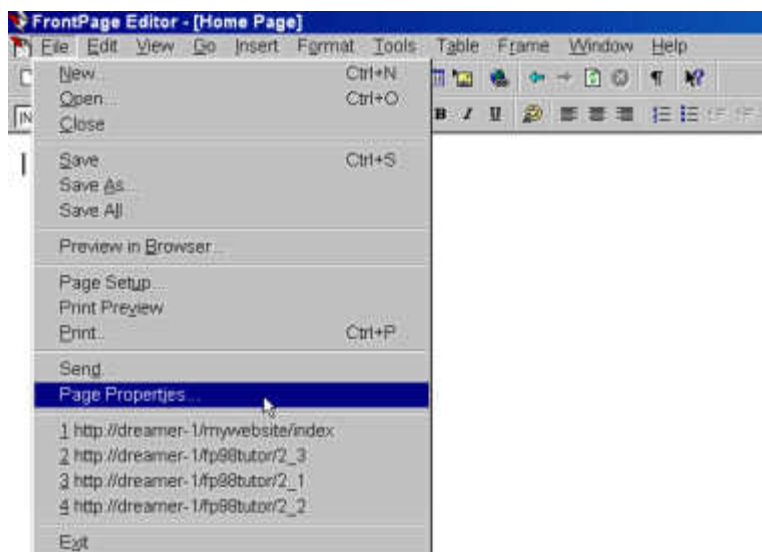 FrontPage Editor - [Home Page]
File Edit View Go Insert Format Tools Table Frame Window Help
New... Ctrl+N
Open... Ctrl+O
B I U
Close
Save Ctrl+S
Save As...
Save All
Preview in Browser...
Page Setup...
Print Preview
Print... Ctrl+P
Send...
Page Properties...
1 http://dreamer-1/mywebsite/index
2 http://dreamer-1/fp98tutor/2_3
3 http://dreamer-1/fp98tutor/2_1
4 http://dreamer-1/fp98tutor/2_2
Exit